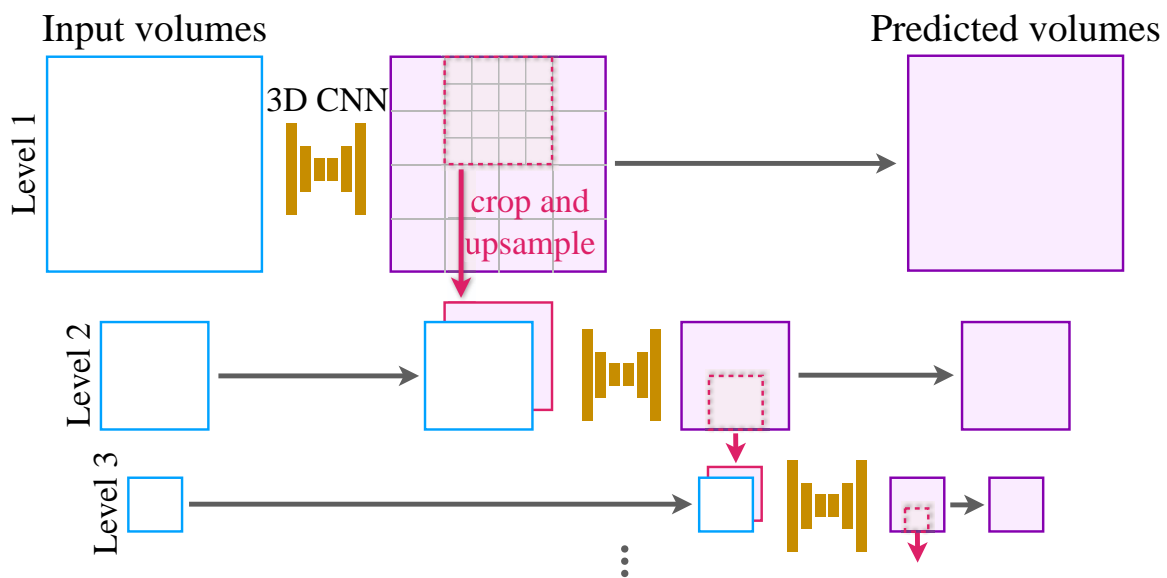 Input volumes
Predicted volumes
3D CNN
Level 1
crop and
upsample
Level 2
Level 3